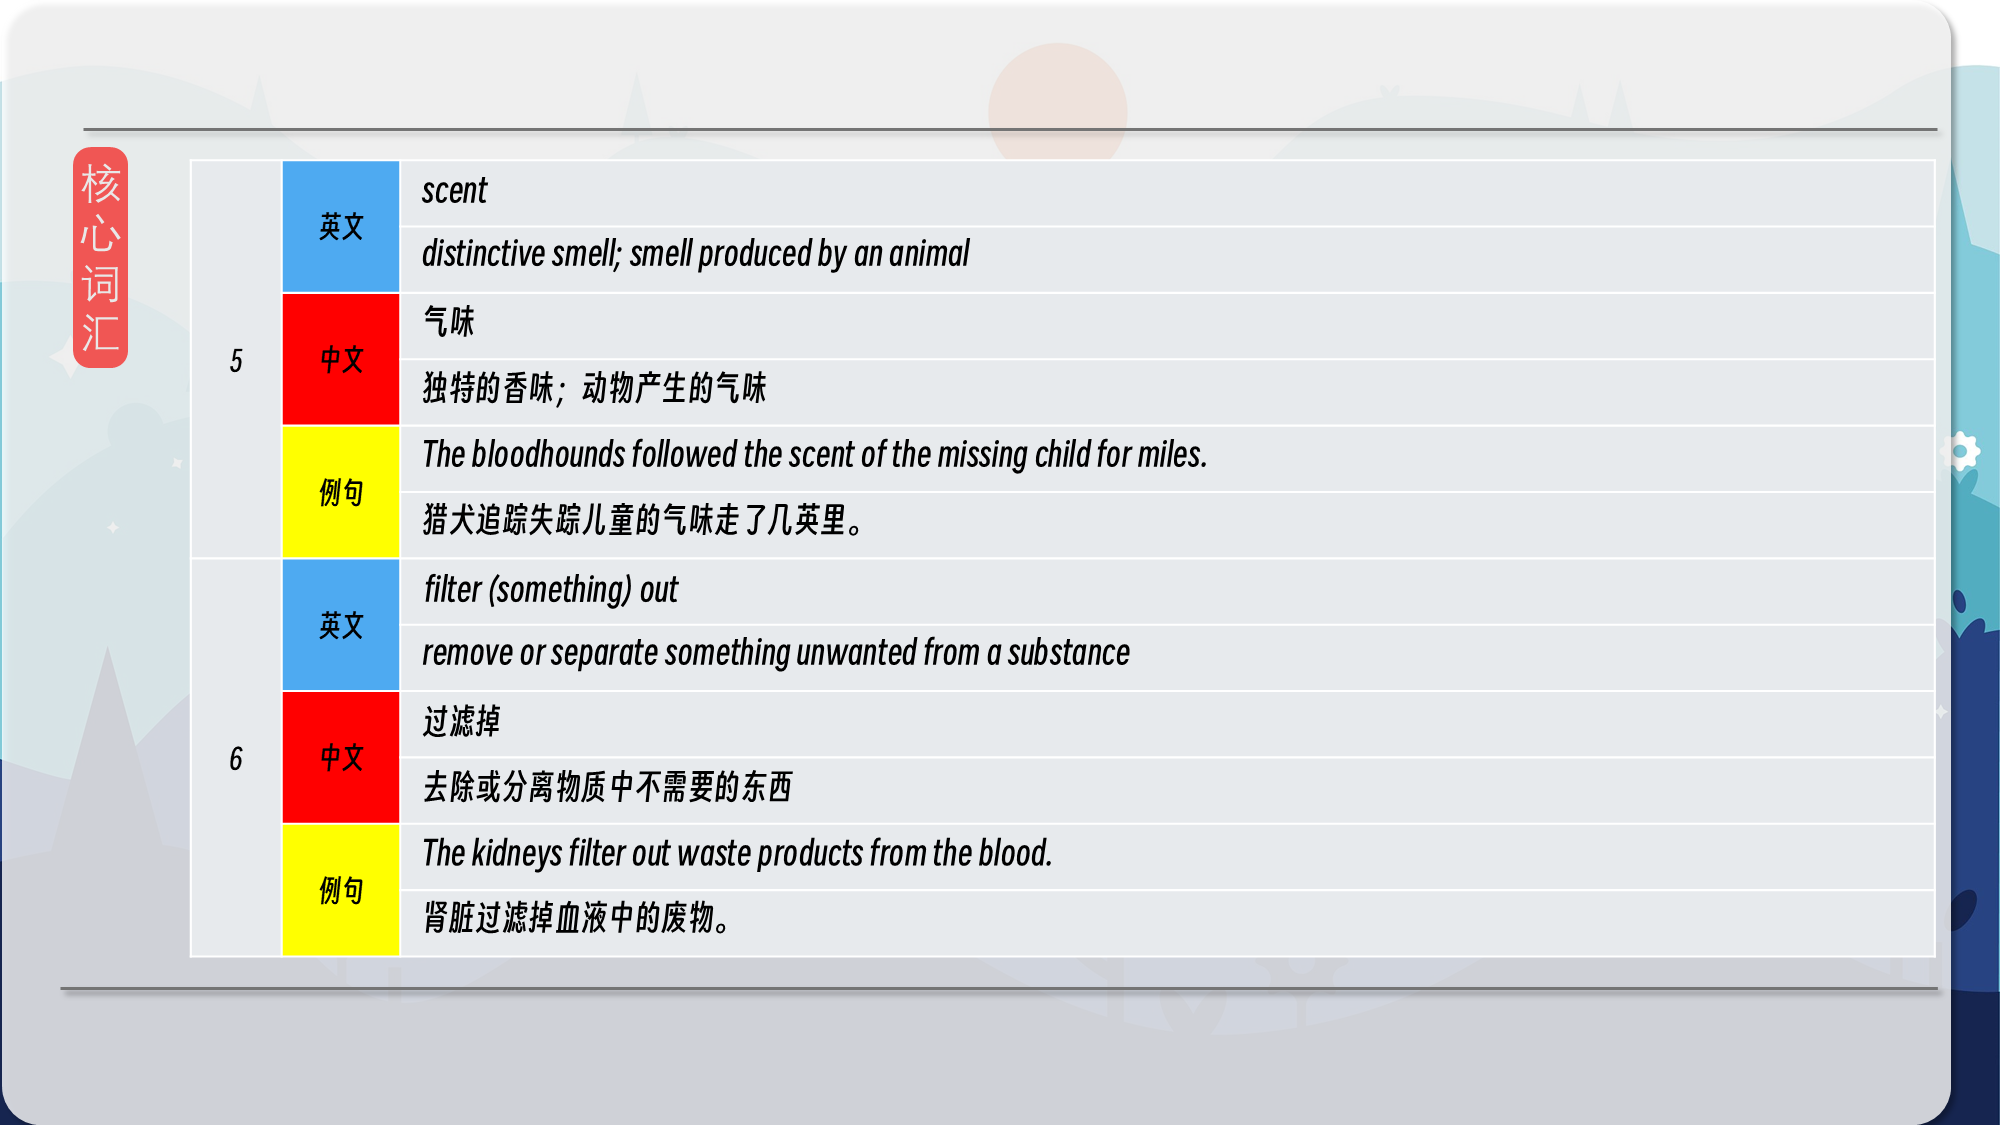 核
心
词
汇
5
英文
scent
distinctive smell; smell produced by an animal
中文
气味
独特的香味；动物产生的气味
例句
The bloodhounds followed the scent of the missing child for miles.
猎犬追踪失踪儿童的气味走了几英里。
6
英文
filter (something) out
remove or separate something unwanted from a substance
中文
过滤掉
去除或分离物质中不需要的东西
例句
The kidneys filter out waste products from the blood.
肾脏过滤掉血液中的废物。